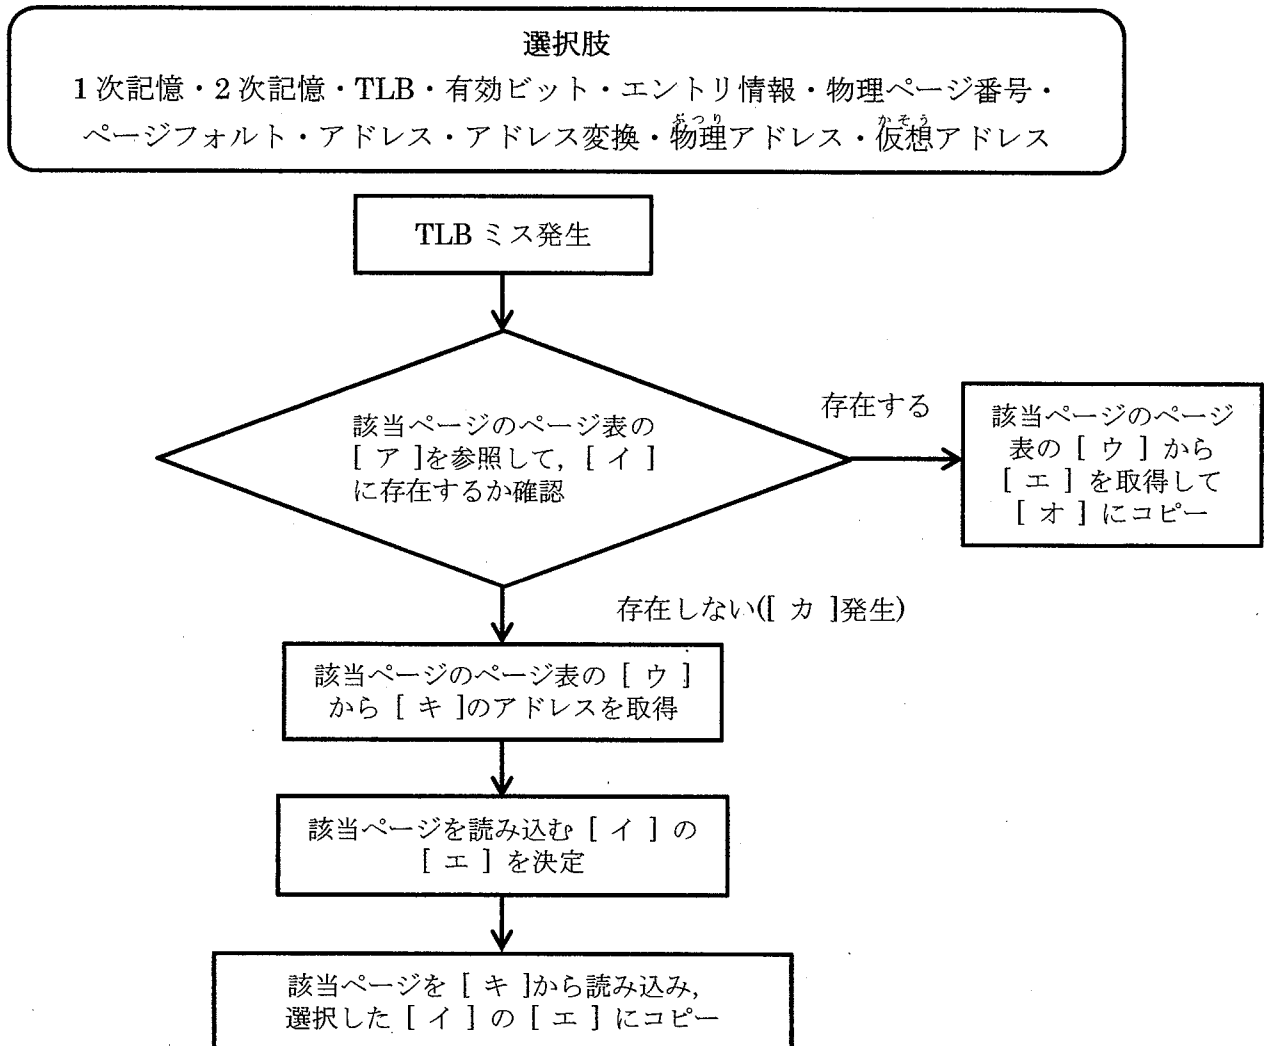 選択肢
1次記憶・2次記憶・TLB・有効ビット・エントリ情報・物理ページ番号・
ページフォルト・アドレス・アドレス変換・物理アドレス・仮想アドレス
ぶつり
かそう
TLB ミス発生
該当ページのページ表の
[ ア ]を参照して, [ イ ]
に存在するか確認
存在する
該当ページのページ
表の [ ウ ] から
[ エ ] を取得して
[ オ ] にコピー
存在しない([ カ ]発生)
該当ページのページ表の [ ウ ]
から [ キ ]のアドレスを取得
該当ページを読み込む [ イ ] の
[ エ ] を決定
該当ページを [ キ ]から読み込み,
選択した [ イ ] の [ エ ] にコピー